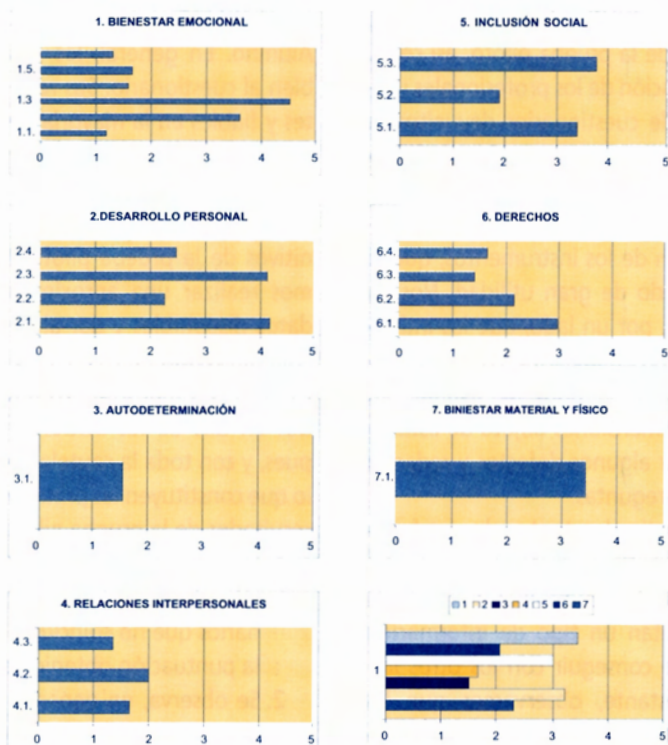 1. BIENESTAR EMOCIONAL
1.5.
1.3
1.1.
0 1 2 3 4 5
5. INCLUSIÓN SOCIAL
5.3.
5.2.
5.1.
0 1 2 3 4 5
2.DESARROLLO PERSONAL
2.4.
2.3.
2.2.
2.1.
0 1 2 3 4 5
6. DERECHOS
6.4.
6.3.
6.2.
6.1.
0 1 2 3 4 5
3. AUTODETERMINACIÓN
3.1.
0 1 2 3 4 5
7. BINIESTAR MATERIAL Y FÍSICO
7.1.
0 1 2 3 4 5
4. RELACIONES INTERPERSONALES
4.3.
4.2.
4.1.
0 1 2 3 4 5
1 2 3 4 5 6 7
1
0 1 2 3 4 5